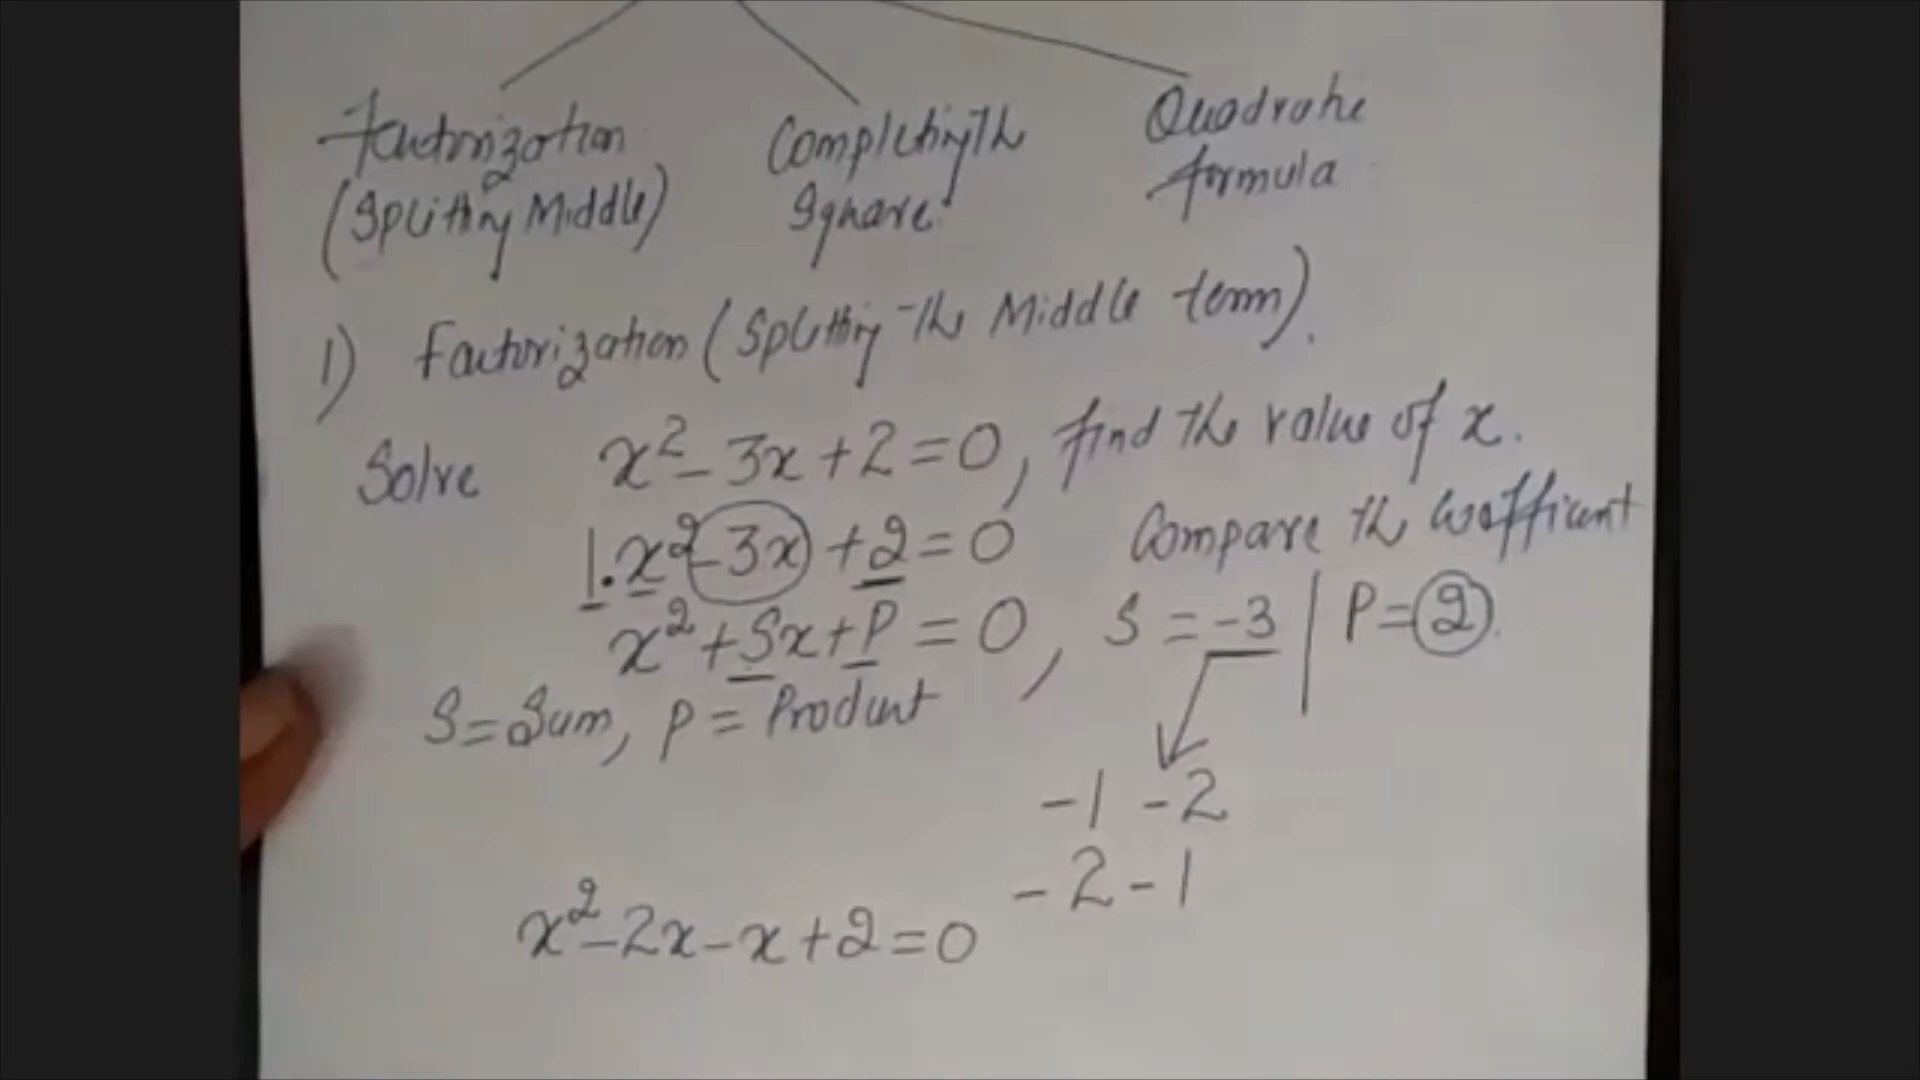 Factorization Completing the Quadratic
(Splitting Middle) Square formula
1) Factorization (Splitting the Middle term).
Solve x² - 3x + 2 = 0, find the value of x.
1.x² - 3x + 2 = 0 Compare the coefficient
x² + Sx + P = 0, S = -3 | P = 2.
S = Sum, P = Product
-1 -2
-2 -1
x² - 2x - x + 2 = 0